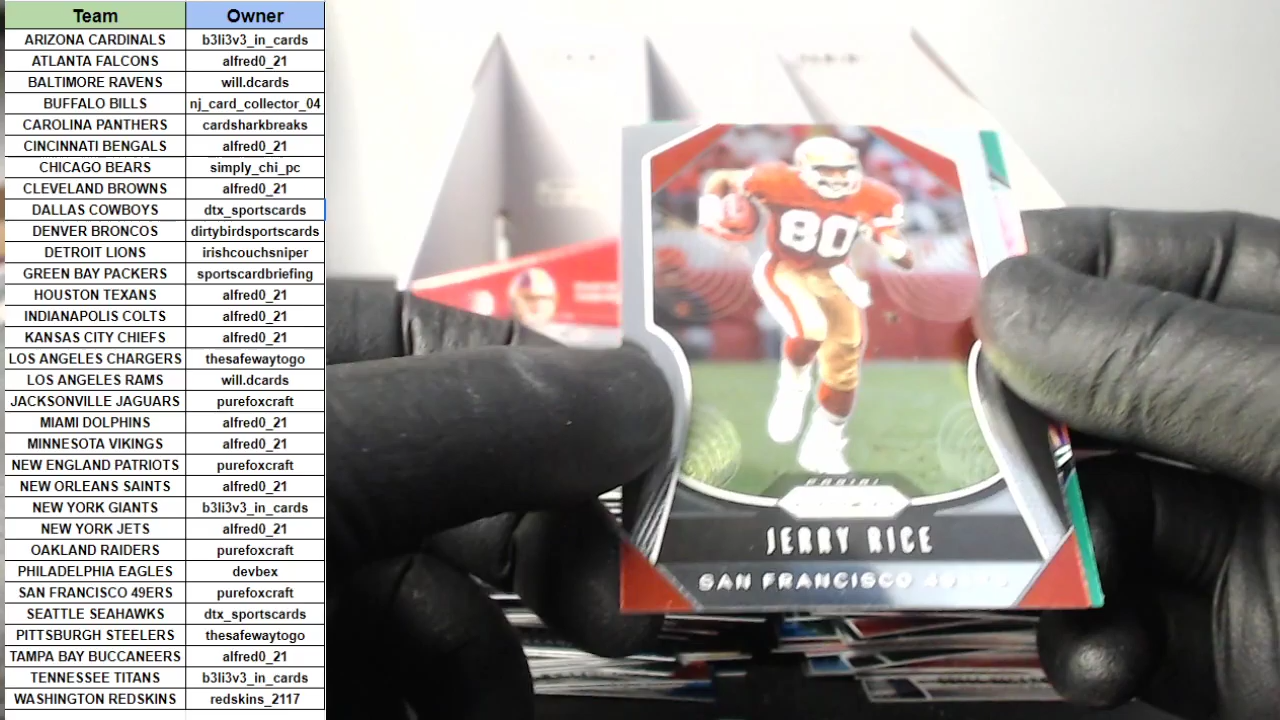 Team Owner
ARIZONA CARDINALS b3li3v3_in_cards
ATLANTA FALCONS alfred0_21
BALTIMORE RAVENS will.dcards
BUFFALO BILLS nj_card_collector_04
CAROLINA PANTHERS cardsharkbreaks
CINCINNATI BENGALS alfred0_21
CHICAGO BEARS simply_chi_pc
CLEVELAND BROWNS alfred0_21
DALLAS COWBOYS dtx_sportscards
DENVER BRONCOS dirtybirdsportscards
DETROIT LIONS irishcouchsniper
GREEN BAY PACKERS sportscardbriefing
HOUSTON TEXANS alfred0_21
INDIANAPOLIS COLTS alfred0_21
KANSAS CITY CHIEFS alfred0_21
LOS ANGELES CHARGERS thesafewaytogo
LOS ANGELES RAMS will.dcards
JACKSONVILLE JAGUARS purefoxcraft
MIAMI DOLPHINS alfred0_21
MINNESOTA VIKINGS alfred0_21
NEW ENGLAND PATRIOTS purefoxcraft
NEW ORLEANS SAINTS alfred0_21
NEW YORK GIANTS b3li3v3_in_cards
NEW YORK JETS alfred0_21
OAKLAND RAIDERS purefoxcraft
PHILADELPHIA EAGLES devbex
SAN FRANCISCO 49ERS purefoxcraft
SEATTLE SEAHAWKS dtx_sportscards
PITTSBURGH STEELERS thesafewaytogo
TAMPA BAY BUCCANEERS alfred0_21
TENNESSEE TITANS b3li3v3_in_cards
WASHINGTON REDSKINS redskins_2117
80
PANINI
JERRY RICE
SAN FRANCISCO